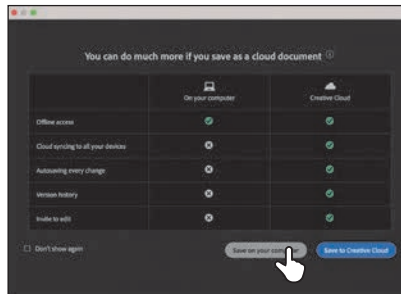 You can do much more if you save as a cloud document
On your computer
Creative Cloud
Offline access
Cloud syncing to all your devices
Autosaving every change
Version history
Invite to edit
Don't show again
Save on your computer
Save to Creative Cloud